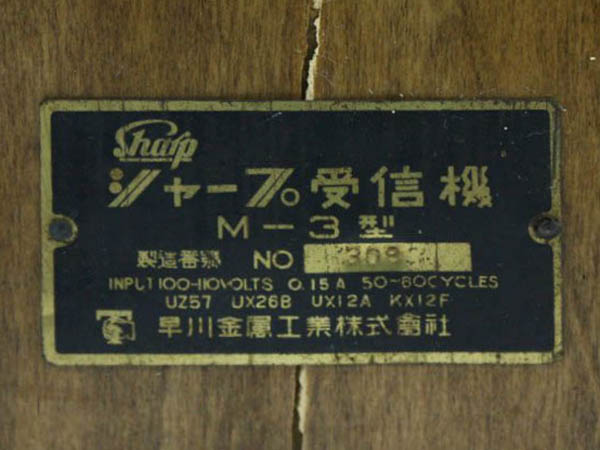 Sharp
シャープ受信機
M-3型
製造番號 NO
INPUT 100-110VOLTS 0.15A 50-60CYCLES
UZ57 UX26B UX12A KX12F
早川金属工業株式會社